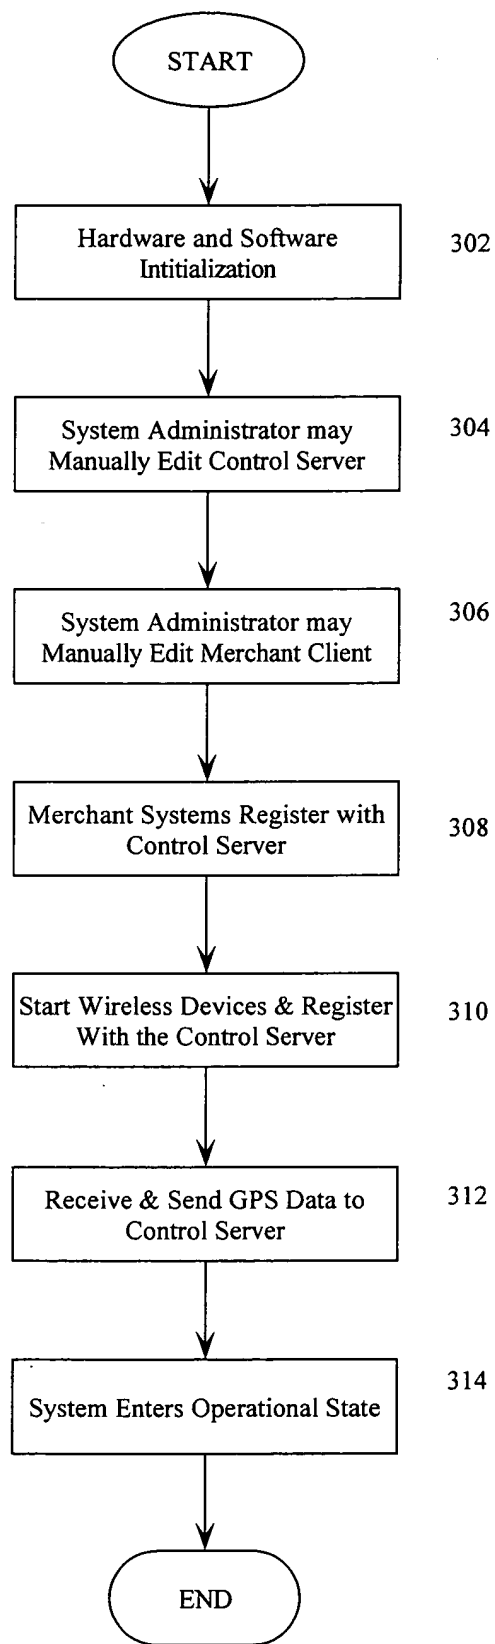 START
Hardware and Software
Intitialization
302
System Administrator may
Manually Edit Control Server
304
System Administrator may
Manually Edit Merchant Client
306
Merchant Systems Register with
Control Server
308
Start Wireless Devices & Register
With the Control Server
310
Receive & Send GPS Data to
Control Server
312
System Enters Operational State
314
END